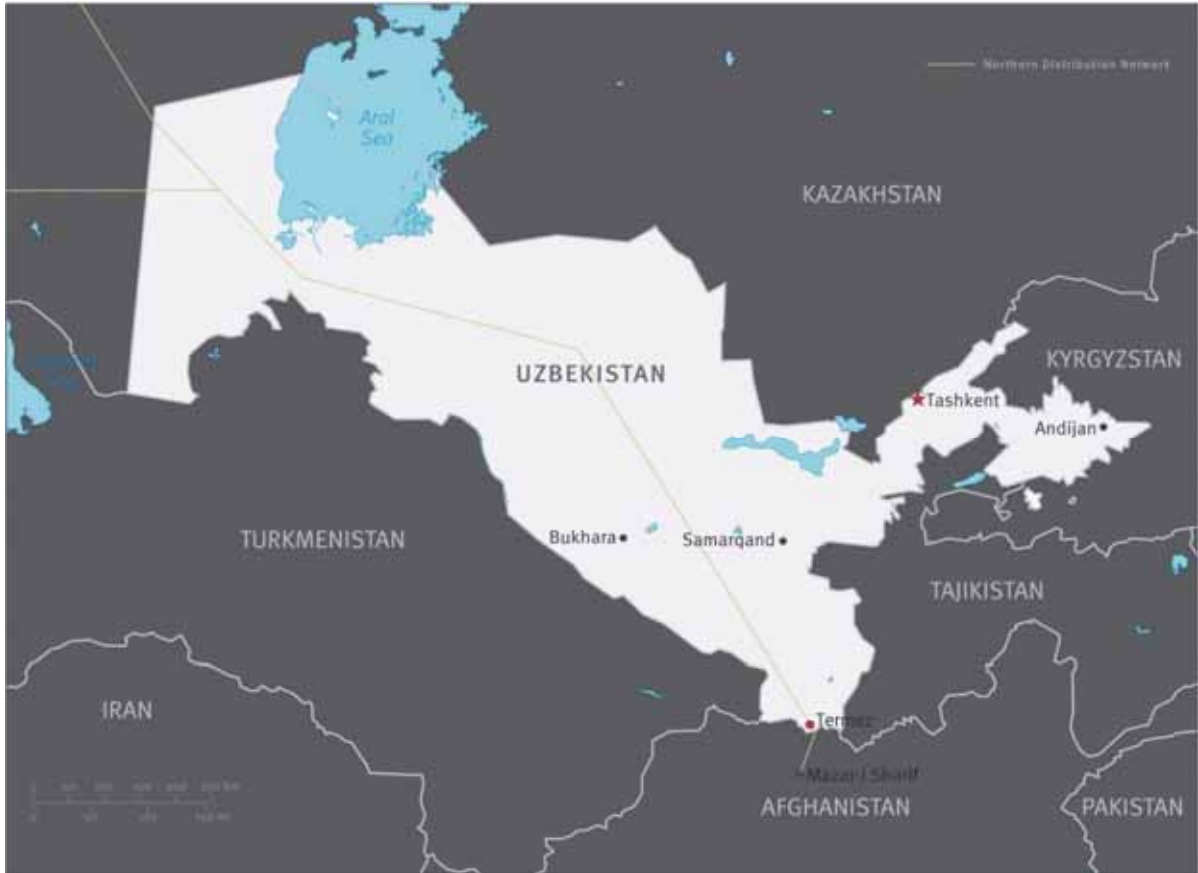 Northern Distribution Network
Aral
Sea
KAZAKHSTAN
KYRGYZSTAN
UZBEKISTAN
Tashkent
Andijan
TURKMENISTAN
Bukhara
Samarqand
TAJIKISTAN
IRAN
Termez
Mazar-i Sharif
AFGHANISTAN
PAKISTAN